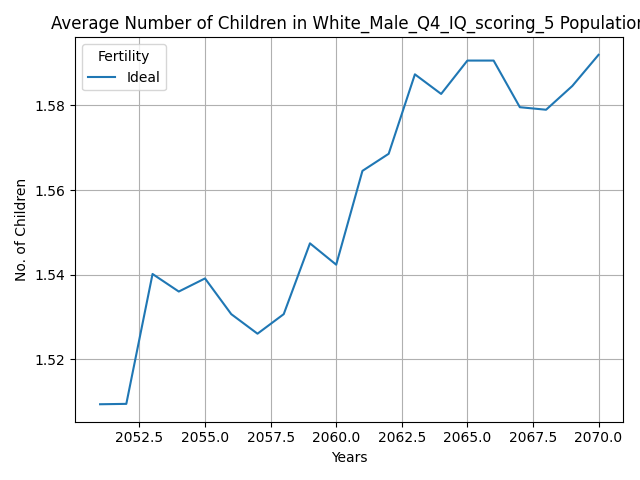 Average Number of Children in White_Male_Q4_IQ_scoring_5 Population
Fertility
Ideal
No. of Children
1.58
1.56
1.54
1.52
2052.5 2055.0 2057.5 2060.0 2062.5 2065.0 2067.5 2070.0
Years